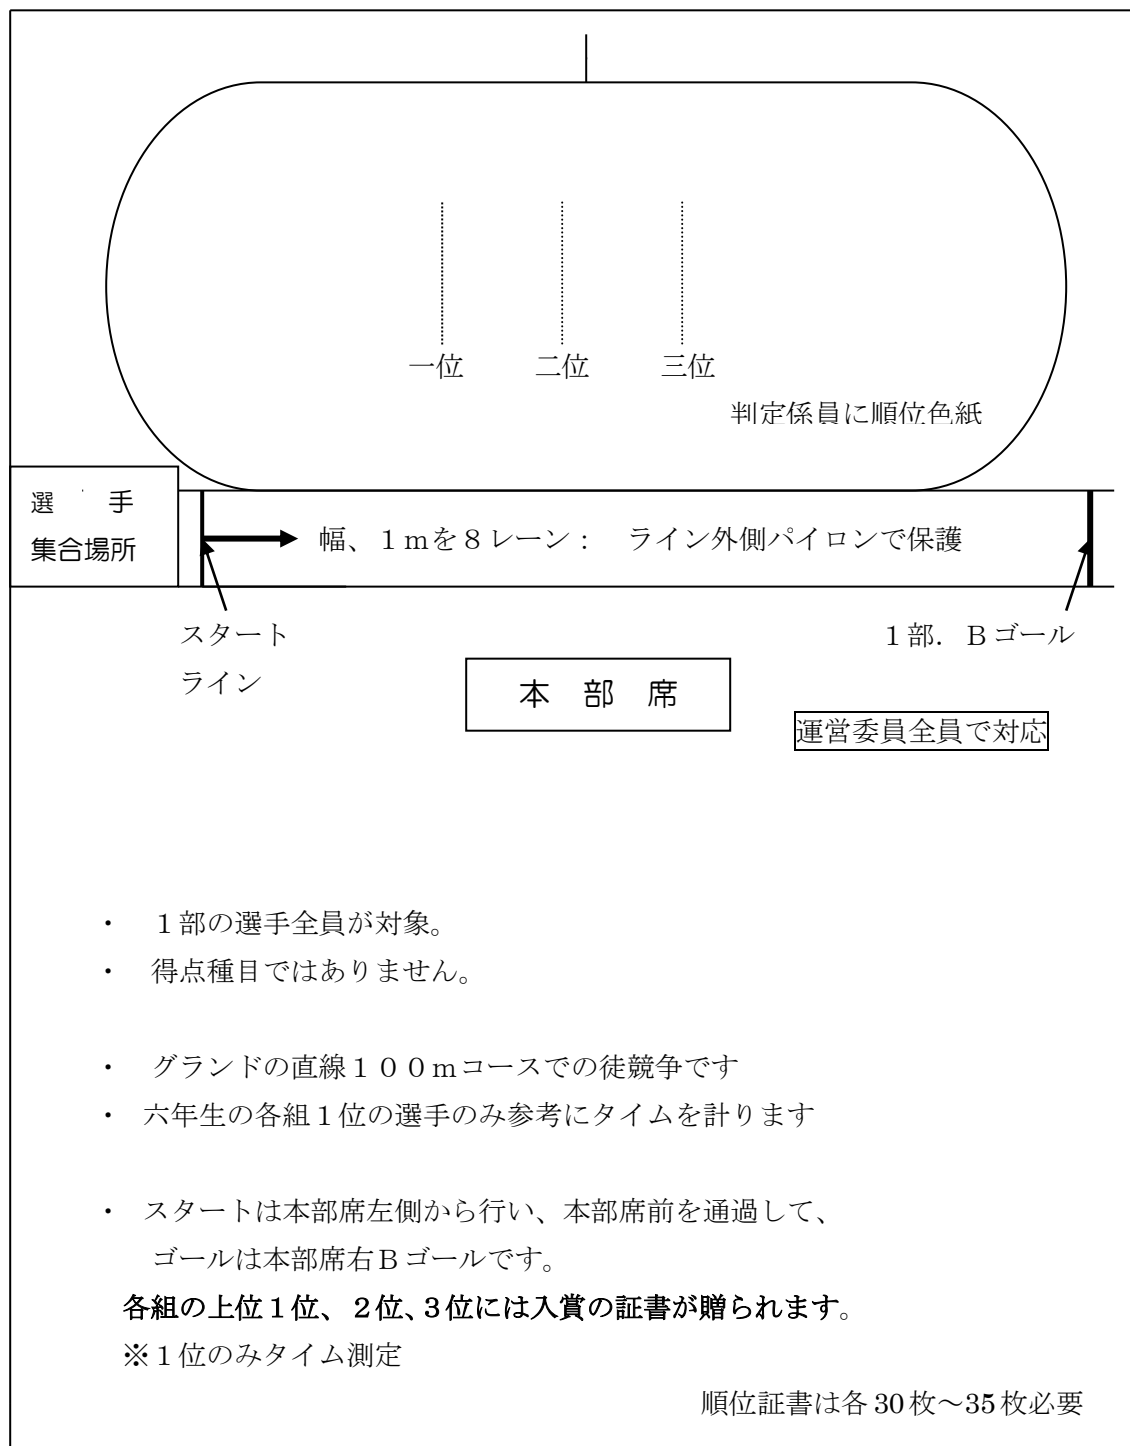 一位 二位 三位
判定係員に順位色紙
選 手
集合場所
幅、1ｍを８レーン： ライン外側パイロンで保護
スタート
ライン
１部．Ｂゴール
本 部 席
運営委員全員で対応
・ １部の選手全員が対象。
・ 得点種目ではありません。
・ グランドの直線１００ｍコースでの徒競争です
・ 六年生の各組１位の選手のみ参考にタイムを計ります
・ スタートは本部席左側から行い、本部席前を通過して、
ゴールは本部席右Ｂゴールです。
各組の上位１位、２位、３位には入賞の証書が贈られます。
※１位のみタイム測定
順位証書は各30枚～35枚必要